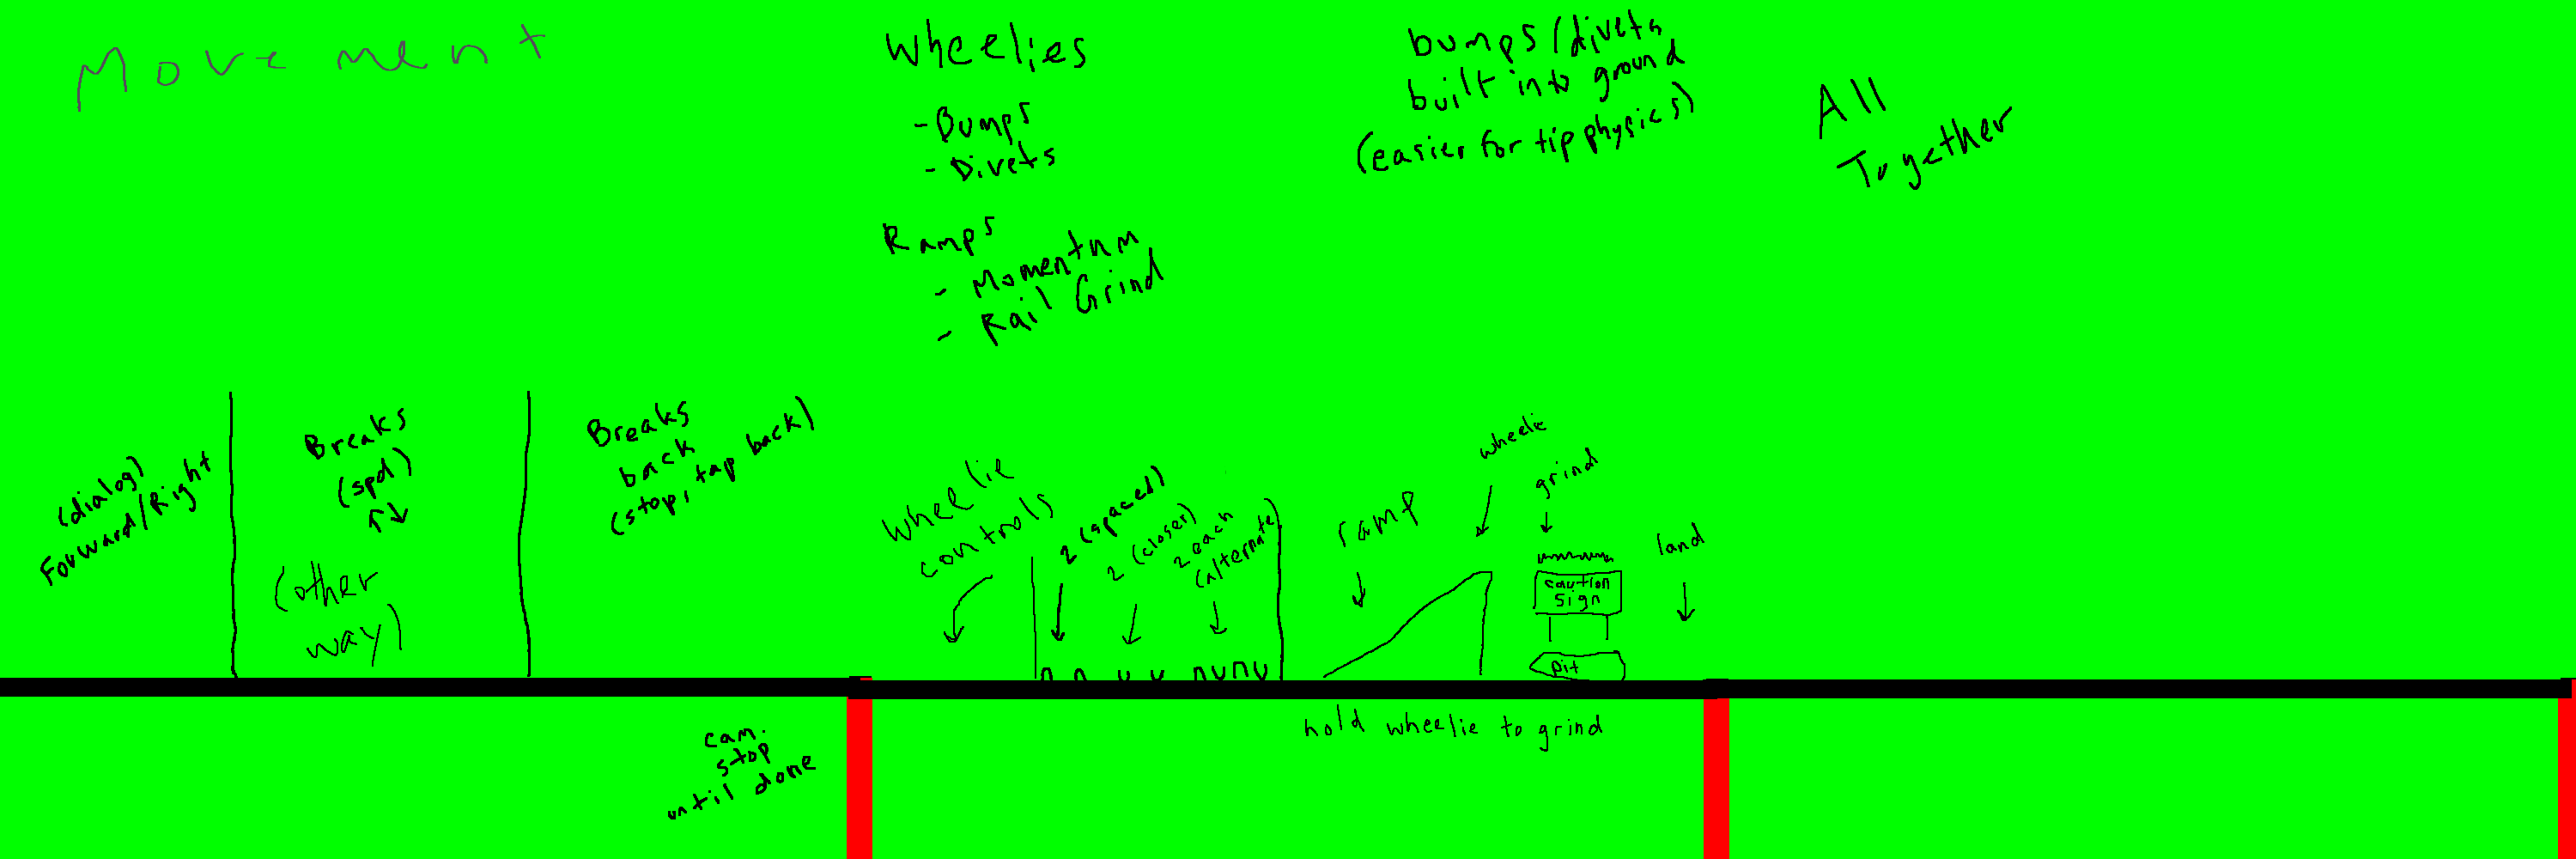 Movement
Wheelies
- Bumps
- Divets
Ramps
- Momentum
- Rail Grind
bumps/divets
built into ground
(easier for tip physics)
All
Together
(dialog)
Forward/Right
Breaks
(spd)
↑↓
(other
way)
Breaks
back
(stop, tap back)
Wheelie
controls
2 (spaced)
2 (closer)
2 each
(alternate)
ramp
wheelie
grind
caution
sign
pit
land
cam.
stop
until done
hold wheelie to grind